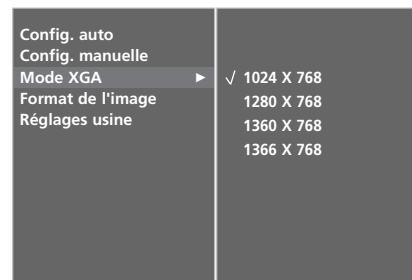 Config. auto
Config. manuelle
Mode XGA ►
Format de l'image
Réglages usine
√ 1024 X 768
1280 X 768
1360 X 768
1366 X 768